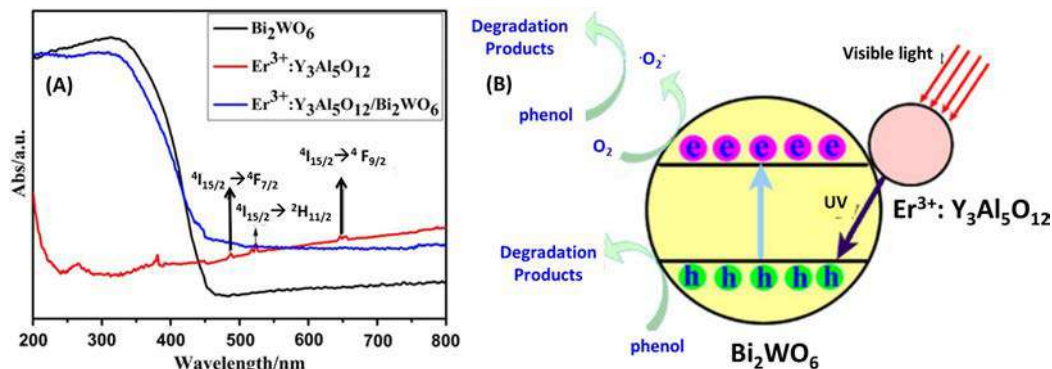 (A)
Bi₂WO₆
Er³⁺:Y₃Al₅O₁₂
Er³⁺:Y₃Al₅O₁₂/Bi₂WO₆
⁴I₁₅/₂→⁴F₉/₂
⁴I₁₅/₂→⁴F₇/₂
⁴I₁₅/₂→ ²H₁₁/₂
Abs/a.u.
200 300 400 500 600 700 800
Wavelength/nm
(B)
Degradation
Products
·O₂⁻
phenol
O₂
Visible light
e e e e e
UV
Er³⁺: Y₃Al₅O₁₂
Degradation
Products
h h h h h
phenol
Bi₂WO₆